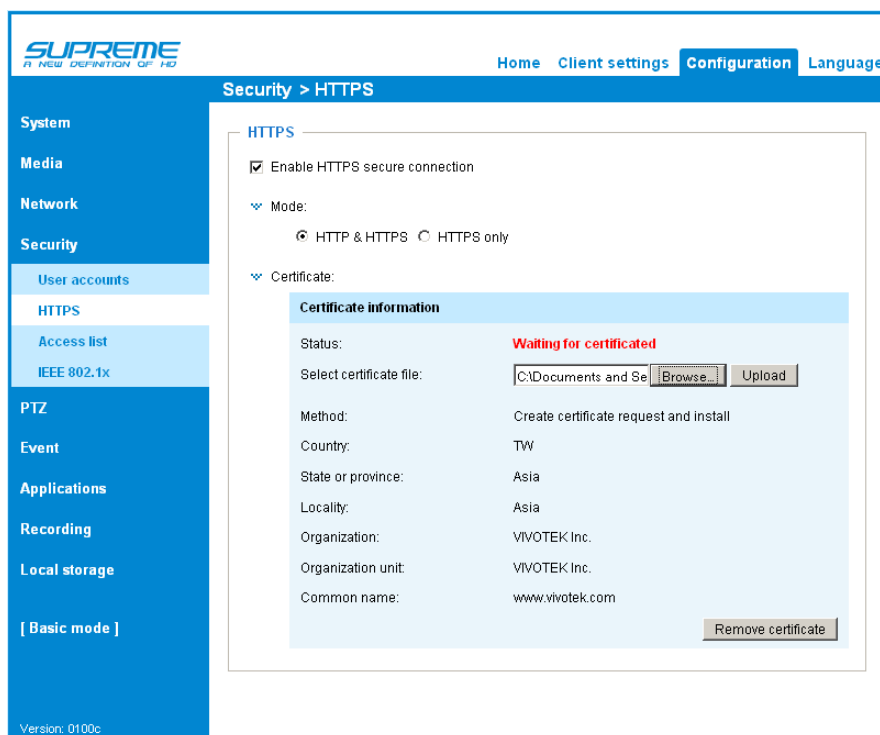 SUPREME
A NEW DEFINITION OF HD
Home Client settings Configuration Language
Security > HTTPS
System
Media
Network
Security
User accounts
HTTPS
Access list
IEEE 802.1x
PTZ
Event
Applications
Recording
Local storage
[ Basic mode ]
Version: 0100c
HTTPS
Enable HTTPS secure connection
Mode:
HTTP & HTTPS HTTPS only
Certificate:
Certificate information
Status: Waiting for certificated
Select certificate file: C:\Documents and Se Browse... Upload
Method: Create certificate request and install
Country: TW
State or province: Asia
Locality: Asia
Organization: VIVOTEK Inc.
Organization unit: VIVOTEK Inc.
Common name: www.vivotek.com
Remove certificate